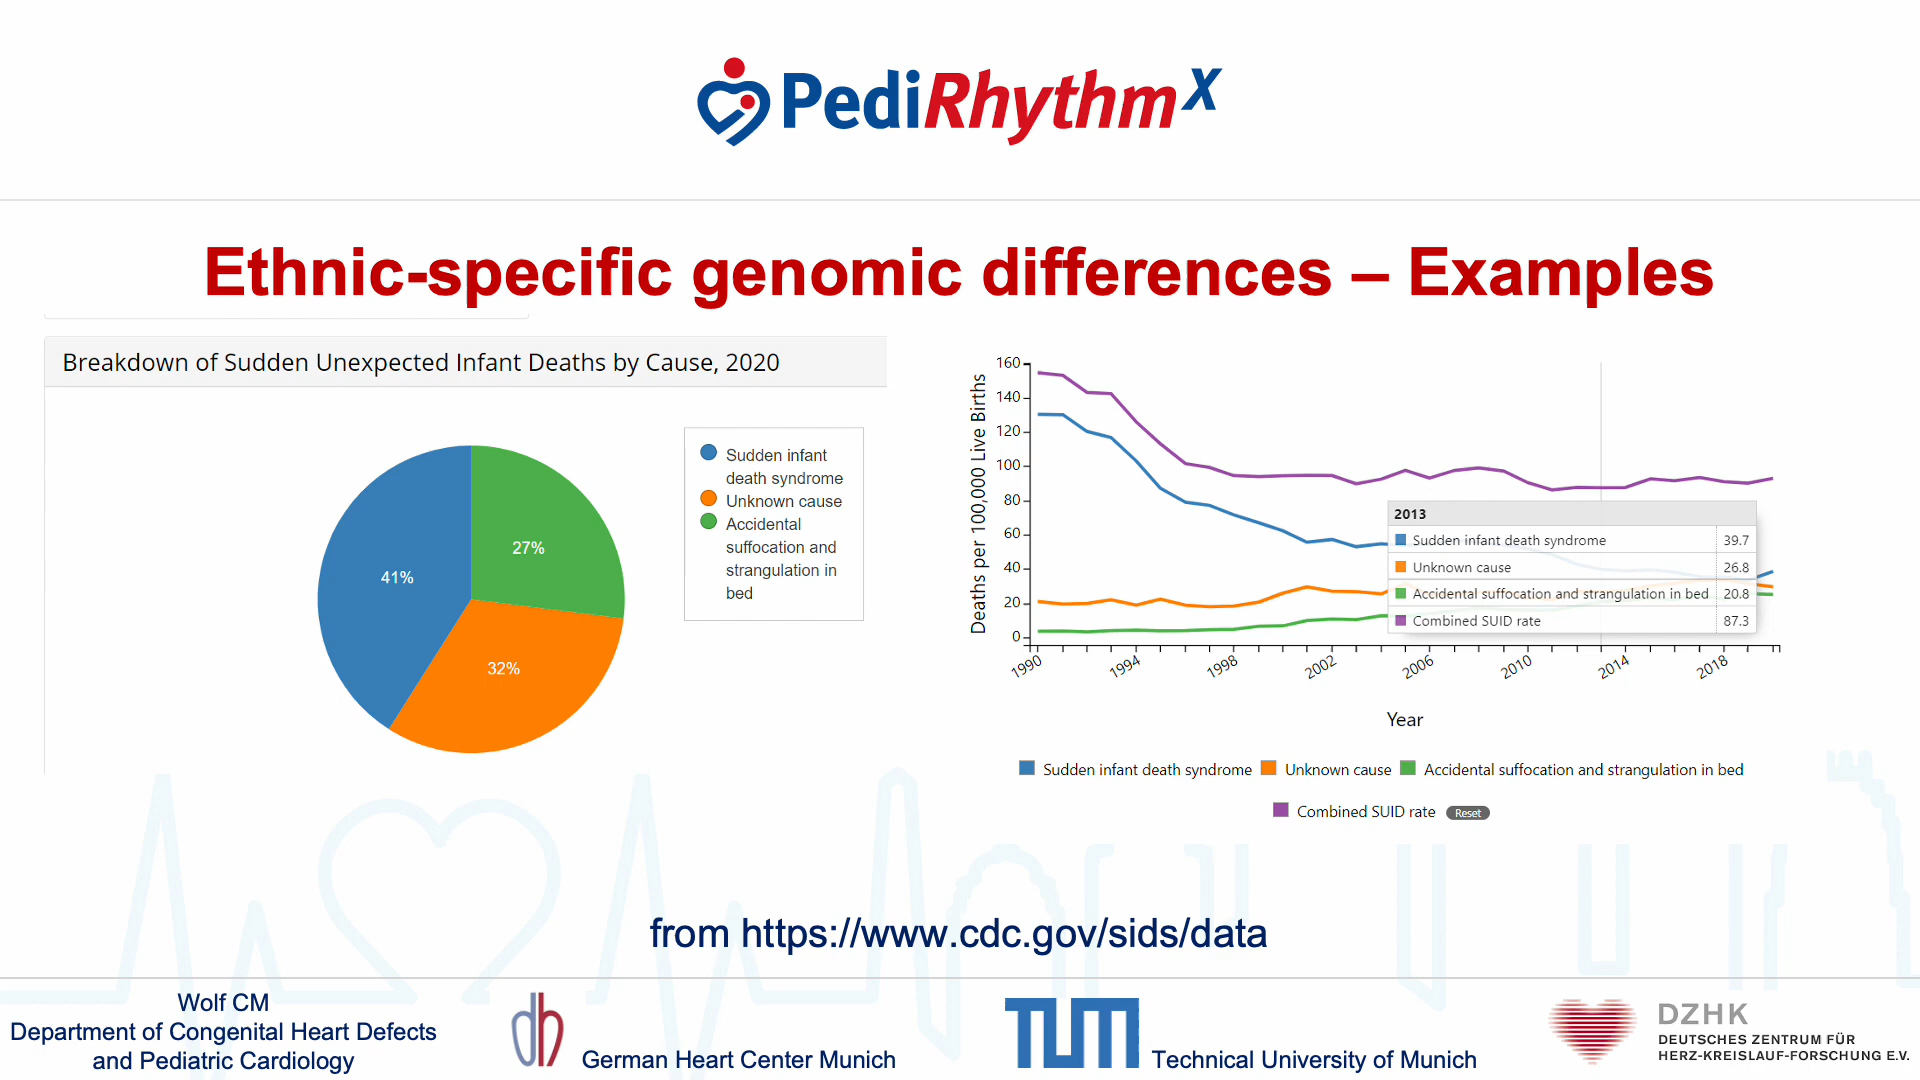 PediRhythm X
Ethnic-specific genomic differences – Examples
Breakdown of Sudden Unexpected Infant Deaths by Cause, 2020
Sudden infant
death syndrome
Unknown cause
Accidental
suffocation and
strangulation in
bed
27%
41%
32%
Deaths per 100,000 Live Births
160
140
120
100
80
60
40
20
0
2013
Sudden infant death syndrome 39.7
Unknown cause 26.8
Accidental suffocation and strangulation in bed 20.8
Combined SUID rate 87.3
1990 1994 1998 2002 2006 2010 2014 2018
Year
Sudden infant death syndrome Unknown cause Accidental suffocation and strangulation in bed
Combined SUID rate Reset
from https://www.cdc.gov/sids/data
Wolf CM
Department of Congenital Heart Defects
and Pediatric Cardiology
dh
German Heart Center Munich
TUM
Technical University of Munich
DZHK
DEUTSCHES ZENTRUM FÜR
HERZ-KREISLAUF-FORSCHUNG E.V.